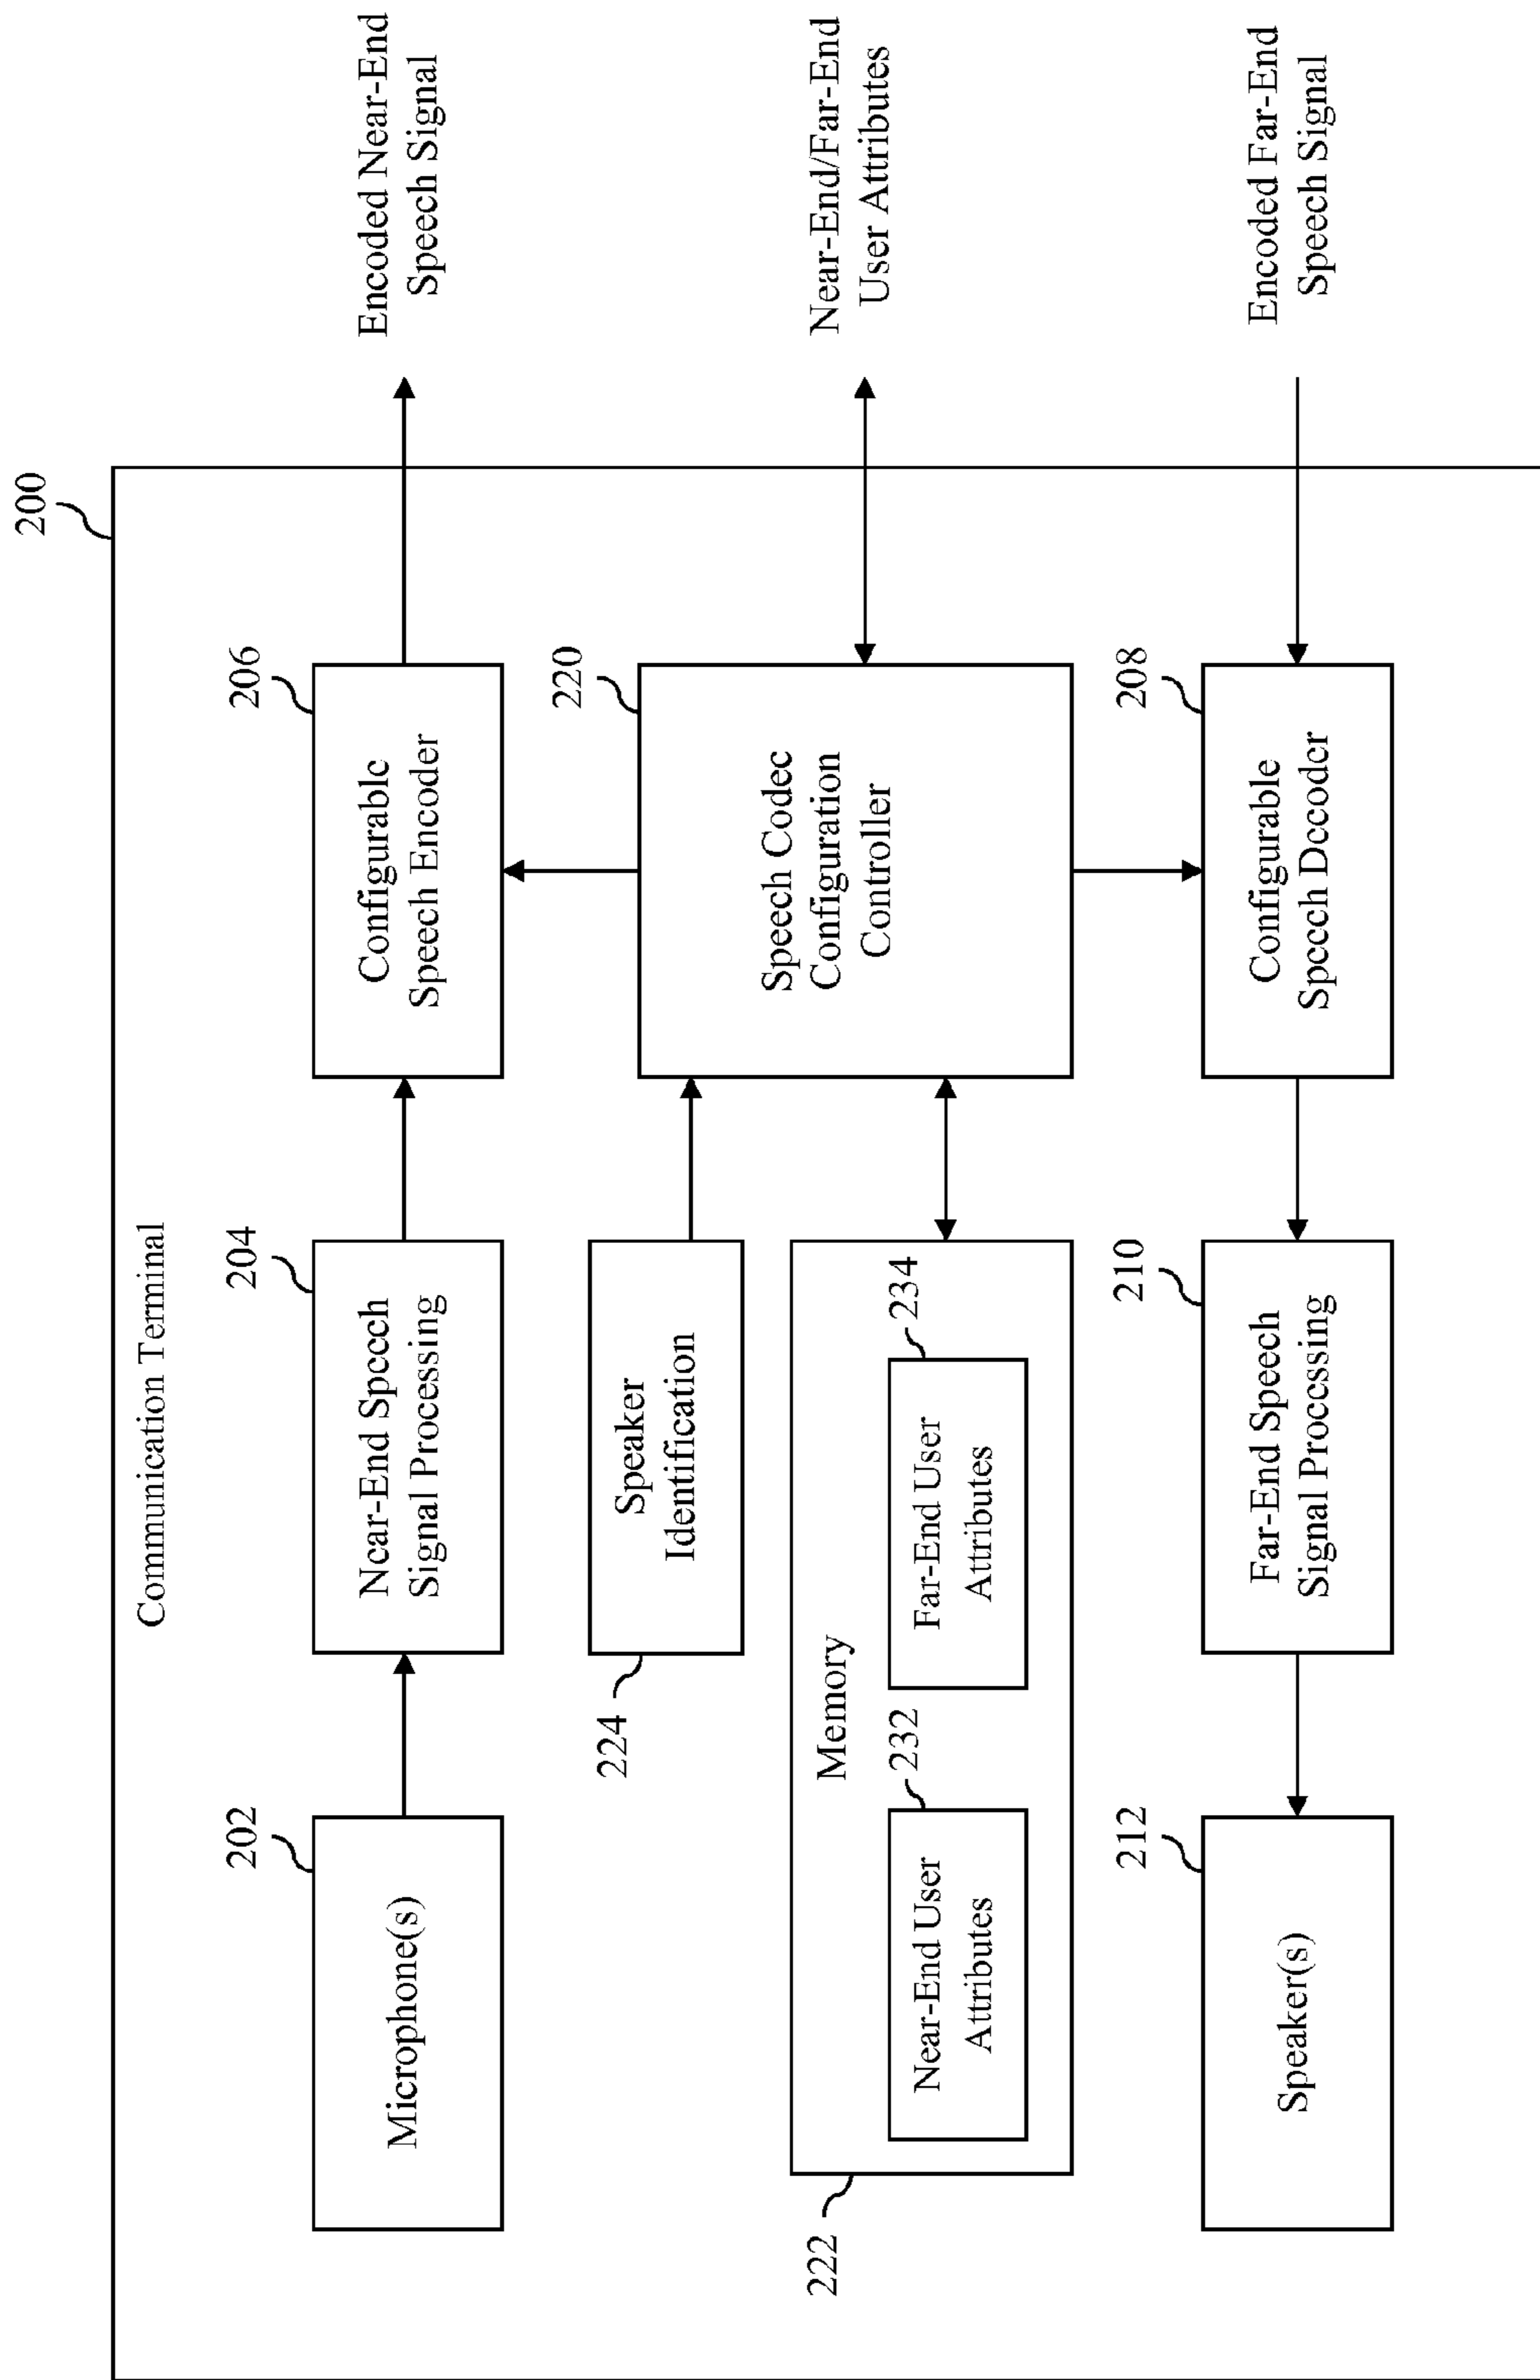 200
Communication Terminal
202
Microphone(s)
204
Near-End Speech
Signal Processing
206
Configurable
Speech Encoder
Encoded Near-End
Speech Signal
224
Speaker
Identification
220
Speech Codec
Configuration
Controller
Near-End/Far-End
User Attributes
222
Memory
232
Near-End User
Attributes
234
Far-End User
Attributes
212
Speaker(s)
210
Far-End Speech
Signal Processing
208
Configurable
Speech Decoder
Encoded Far-End
Speech Signal